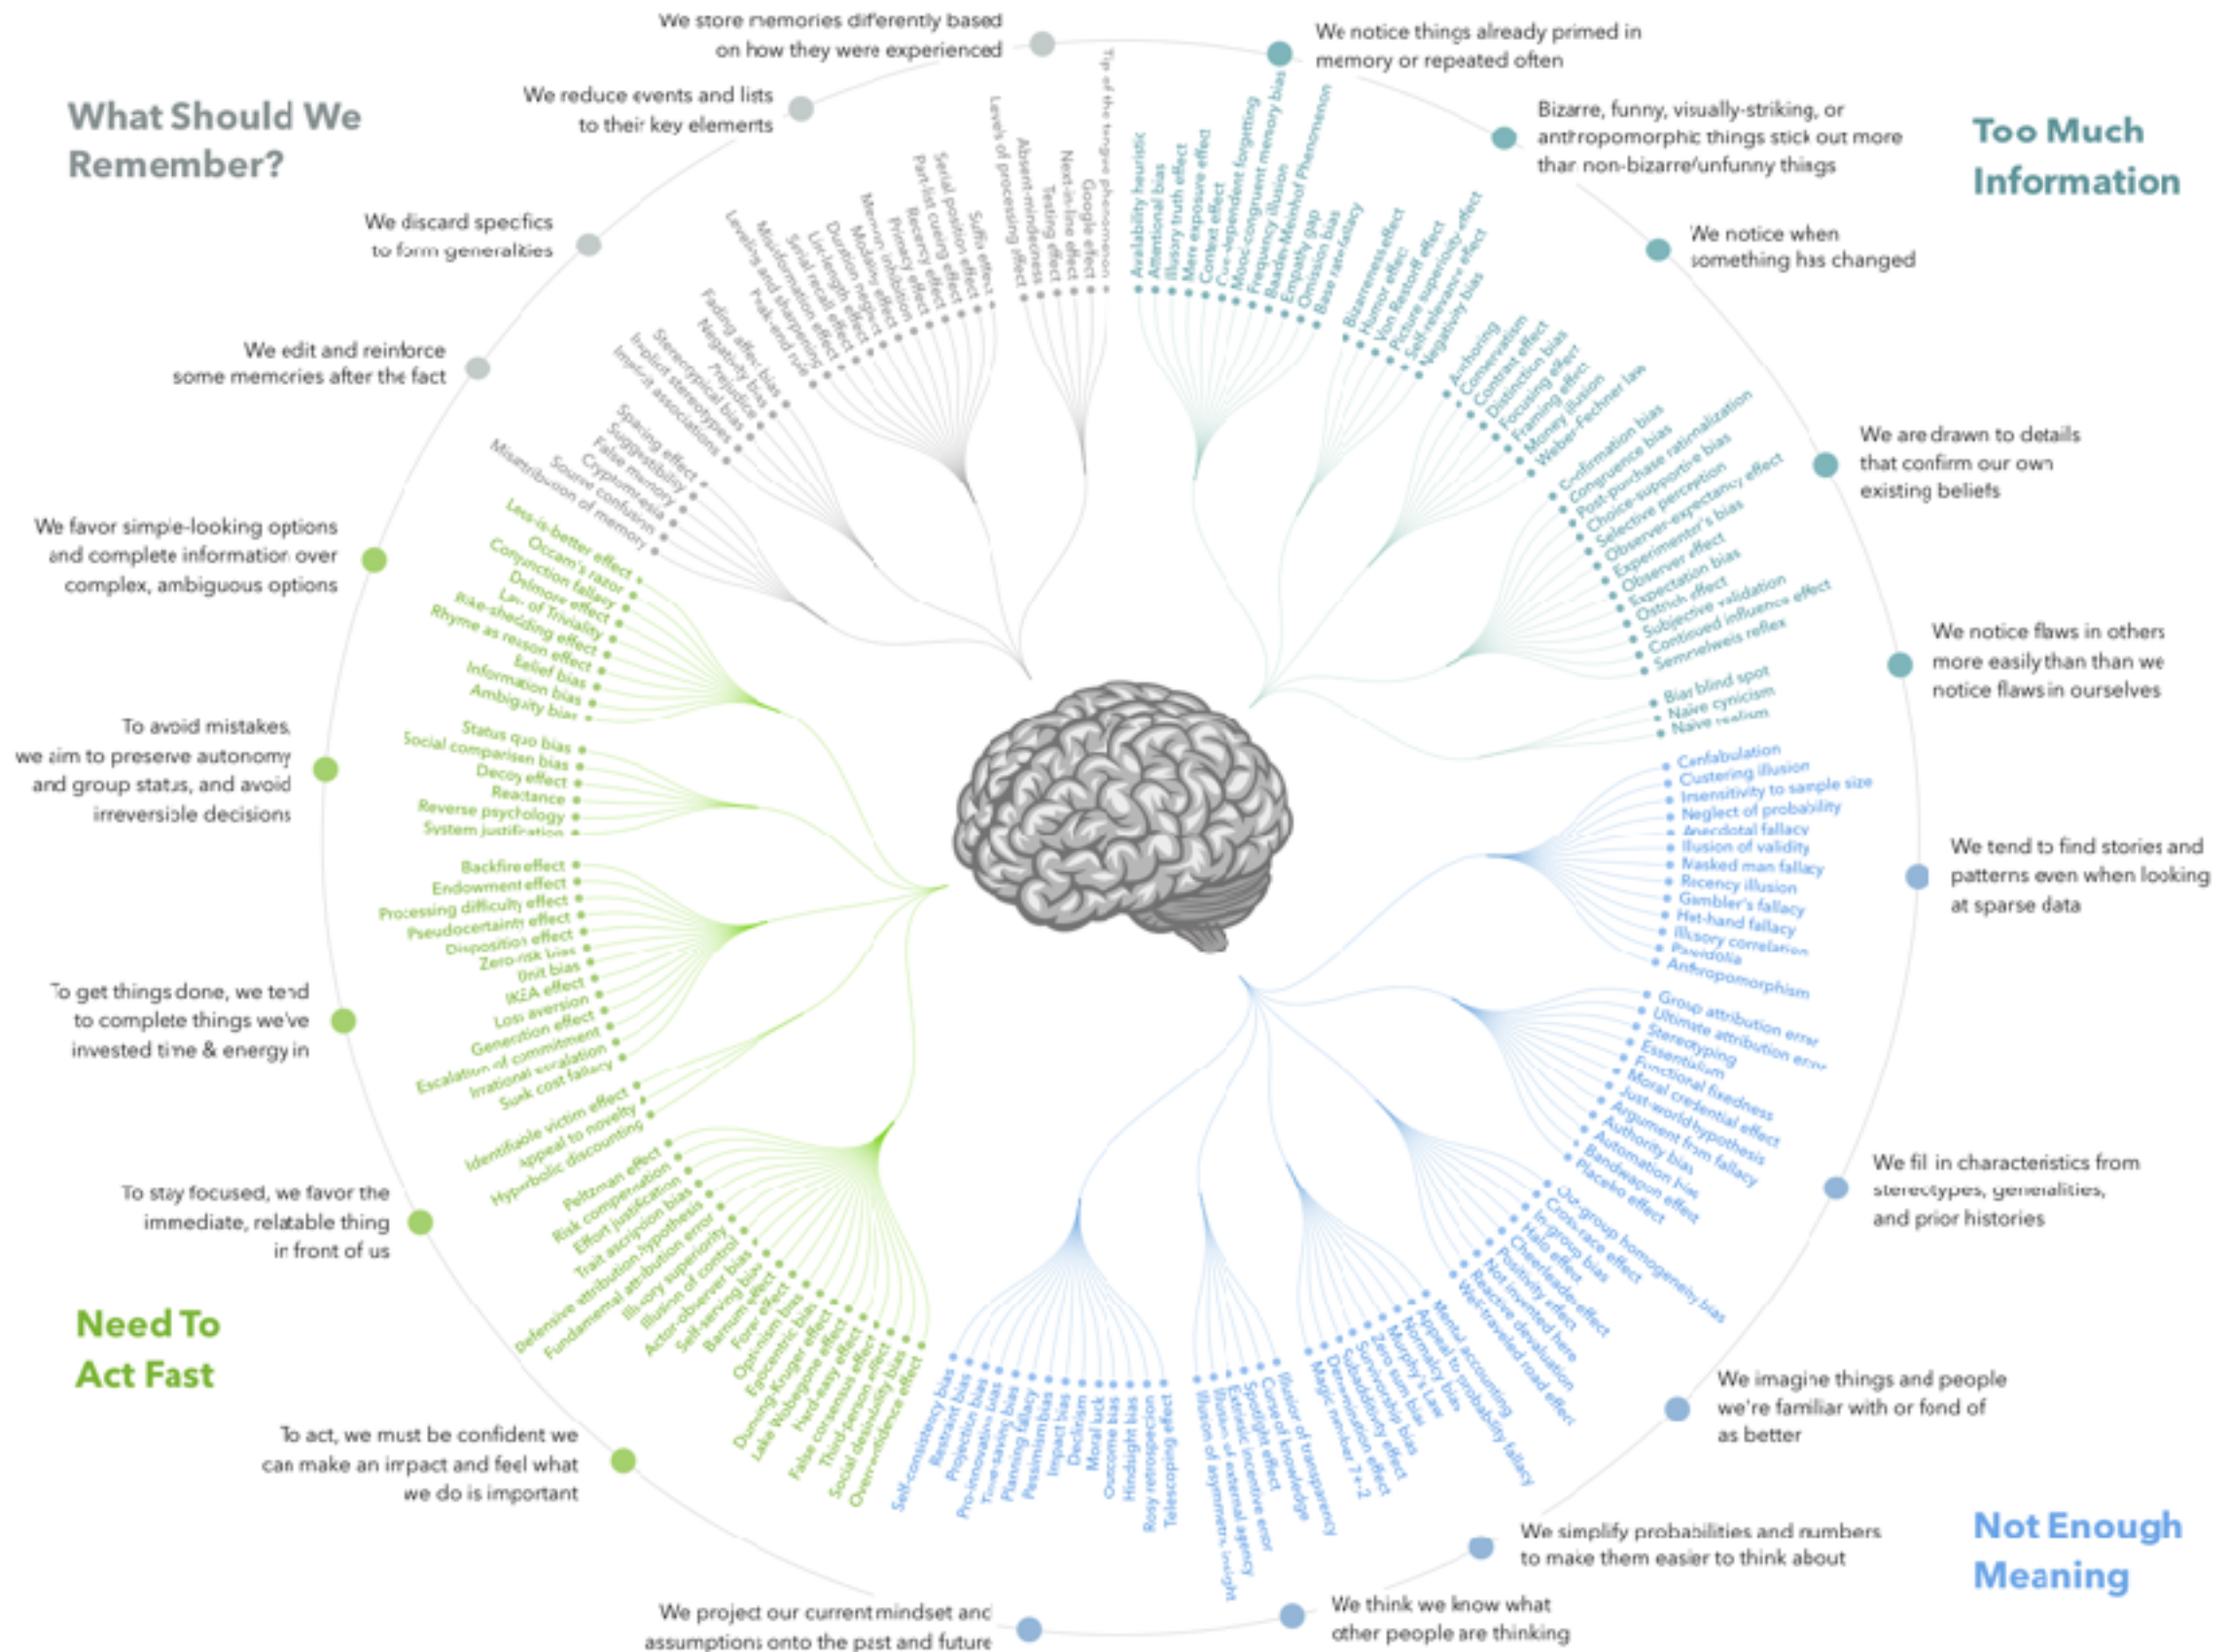 What Should We
Remember?
We store memories differently based
on how they were experienced
We reduce events and lists
to their key elements
We discard specfics
to form generalities
We edit and reinforce
some memories after the fact
Tip of the tongue phenomenon
Google effect
Next-in-line effect
Testing effect
Absent-mindedness
Levels of processing effect
Suffix effect
Serial position effect
Part-list cueing effect
Recency effect
Primacy effect
Memory inhibition
Modality effect
Duration neglect
List-length effect
Serial recall effect
Misinformation effect
Leveling and sharpening
Peak-end rule
Fading affect bias
Negativity bias
Prejudice
Stereotypical bias
Implicit stereotypes
Implicit associations
Spacing effect
Suggestibility
False memory
Cryptomnesia
Source confusion
Misattribution of memory
Too Much
Information
We notice things already primed in
memory or repeated often
Bizarre, funny, visually-striking, or
anthropomorphic things stick out more
than non-bizarre/unfunny things
We notice when
something has changed
We are drawn to details
that confirm our own
existing beliefs
We notice flaws in others
more easily than than we
notice flaws in ourselves
Availability heuristic
Attentional bias
Illusory truth effect
Mere exposure effect
Context effect
Cue-dependent forgetting
Mood-congruent memory bias
Frequency illusion
Baader-Meinhof Phenomenon
Empathy gap
Omission bias
Base rate fallacy
Bizarreness effect
Humor effect
Von Restorff effect
Picture superiority effect
Self-relevance effect
Negativity bias
Anchoring
Conservatism
Contrast effect
Distinction bias
Focusing effect
Framing effect
Money illusion
Weber-Fechner law
Confirmation bias
Congruence bias
Post-purchase rationalization
Choice-supportive bias
Selective perception
Observer-expectancy effect
Experimenter's bias
Observer effect
Expectation bias
Ostrich effect
Subjective validation
Continued influence effect
Semmelweis reflex
Bias blind spot
Naïve cynicism
Naïve realism
Not Enough
Meaning
We tend to find stories and
patterns even when looking
at sparse data
We fill in characteristics from
stereotypes, generalities,
and prior histories
We imagine things and people
we're familiar with or fond of
as better
We simplify probabilities and numbers
to make them easier to think about
We think we know what
other people are thinking
We project our current mindset and
assumptions onto the past and future
Confabulation
Clustering illusion
Insensitivity to sample size
Neglect of probability
Anecdotal fallacy
Illusion of validity
Masked man fallacy
Recency illusion
Gambler's fallacy
Hot-hand fallacy
Illusory correlation
Pareidolia
Anthropomorphism
Group attribution error
Ultimate attribution error
Stereotyping
Essentialism
Functional fixedness
Moral credential effect
Just-world hypothesis
Argument from fallacy
Authority bias
Automation bias
Bandwagon effect
Placebo effect
Out-group homogeneity bias
Cross-race effect
In-group bias
Halo effect
Cheerleader effect
Positivity effect
Not invented here
Reactive devaluation
Well-traveled road effect
Mental accounting
Appeal to probability fallacy
Normalcy bias
Murphy's Law
Zero sum bias
Survivorship bias
Subadditivity effect
Denomination effect
Magic number 7+-2
Illusion of transparency
Curse of knowledge
Spotlight effect
Extrinsic incentive error
Illusion of external agency
Illusion of asymmetric insight
Telescoping effect
Rosy retrospection
Hindsight bias
Outcome bias
Moral luck
Declinism
Impact bias
Pessimism bias
Planning fallacy
Time-saving bias
Pro-innovation bias
Projection bias
Restraint bias
Self-consistency bias
Need To
Act Fast
We favor simple-looking options
and complete information over
complex, ambiguous options
To avoid mistakes,
we aim to preserve autonomy
and group status, and avoid
irreversible decisions
To get things done, we tend
to complete things we've
invested time & energy in
To stay focused, we favor the
immediate, relatable thing
in front of us
To act, we must be confident we
can make an impact and feel what
we do is important
Less-is-better effect
Occam's razor
Conjunction fallacy
Delmore effect
Law of Triviality
Bike-shedding effect
Rhyme as reason effect
Belief bias
Information bias
Ambiguity bias
Status quo bias
Social comparison bias
Decoy effect
Reactance
Reverse psychology
System justification
Backfire effect
Endowment effect
Processing difficulty effect
Pseudocertainty effect
Disposition effect
Zero-risk bias
Unit bias
IKEA effect
Loss aversion
Generation effect
Escalation of commitment
Irrational escalation
Sunk cost fallacy
Identifiable victim effect
Appeal to novelty
Hyperbolic discounting
Peltzman effect
Risk compensation
Effort justification
Trait ascription bias
Defensive attribution hypothesis
Fundamental attribution error
Illusory superiority
Illusion of control
Actor-observer bias
Self-serving bias
Barnum effect
Forer effect
Optimism bias
Egocentric bias
Dunning-Kruger effect
Lake Wobegone effect
Hard-easy effect
False consensus effect
Third-person effect
Social desirability bias
Overconfidence effect